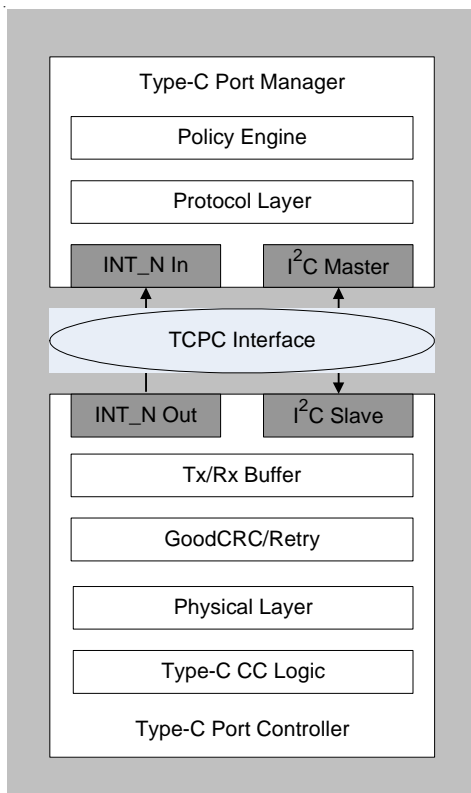 Type-C Port Manager
Policy Engine
Protocol Layer
INT_N In
I²C Master
TCPC Interface
INT_N Out
I²C Slave
Tx/Rx Buffer
GoodCRC/Retry
Physical Layer
Type-C CC Logic
Type-C Port Controller